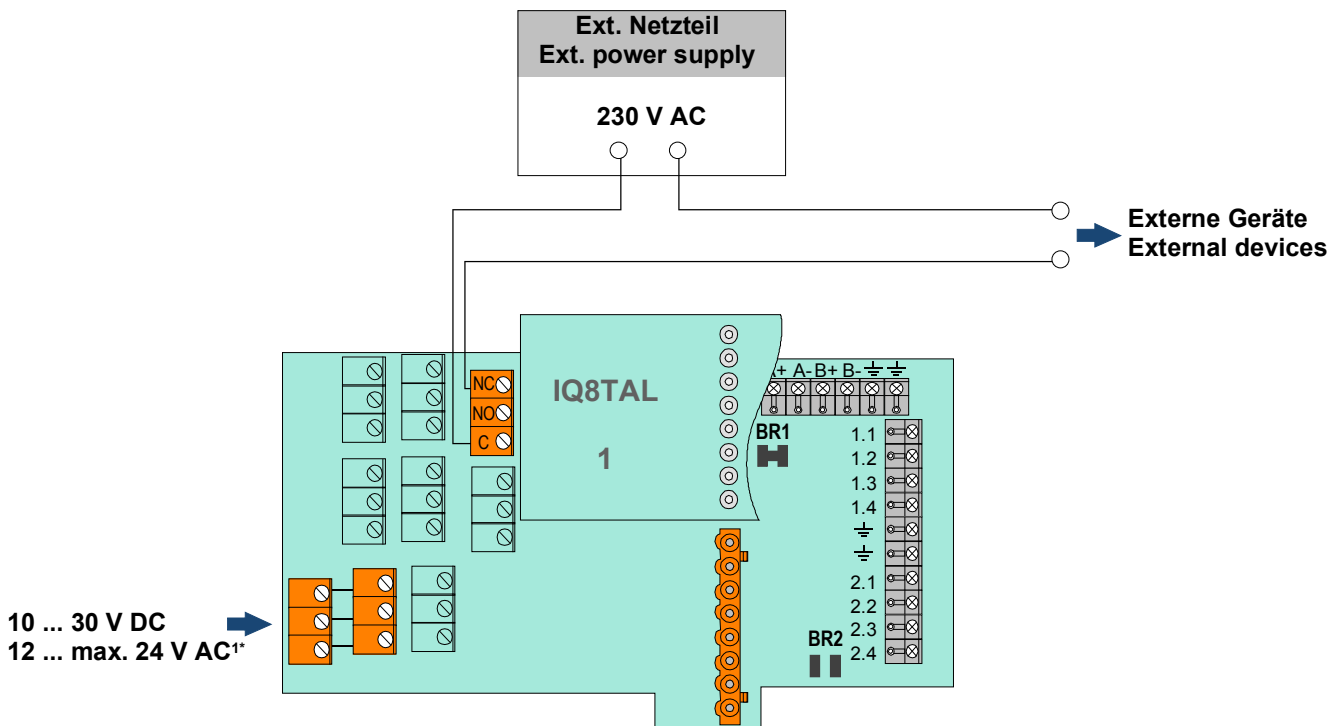 Ext. Netzteil
Ext. power supply
230 V AC
Externe Geräte
External devices
NC
NO
C
IQ8TAL
1
+ A- B+ B-
BR1
1.1
1.2
1.3
1.4
2.1
2.2
2.3
2.4
BR2
10 ... 30 V DC
12 ... max. 24 V AC¹*